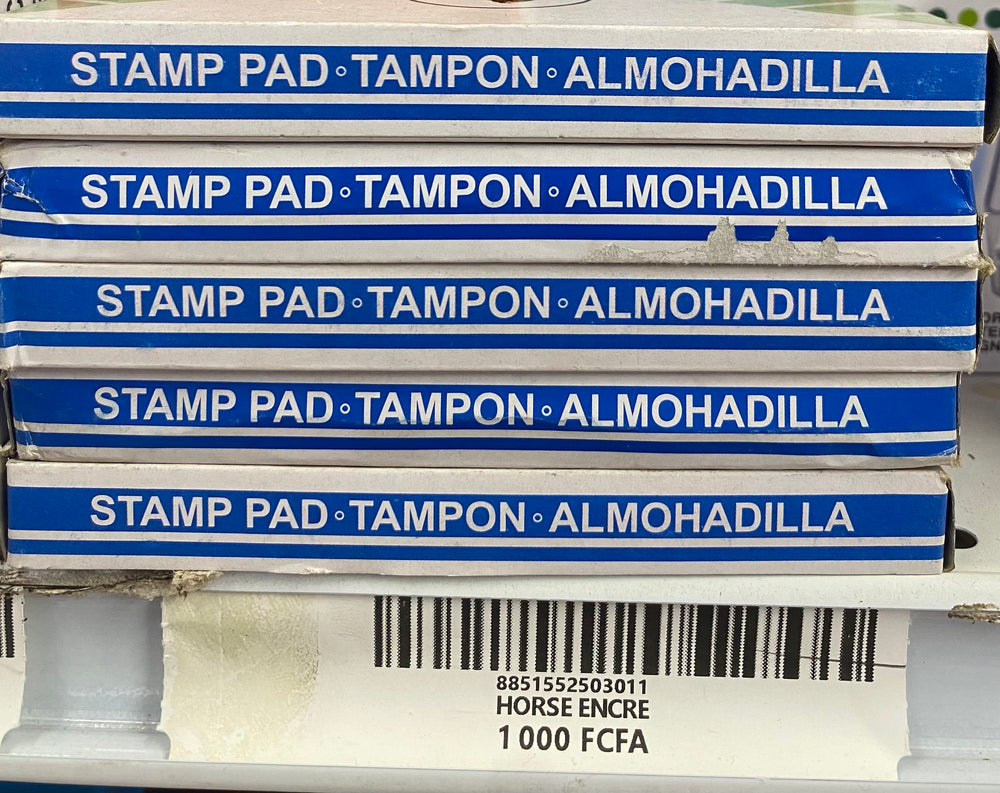 STAMP PAD ∘ TAMPON ∘ ALMOHADILLA
STAMP PAD ∘ TAMPON ∘ ALMOHADILLA
STAMP PAD ∘ TAMPON ∘ ALMOHADILLA
STAMP PAD ∘ TAMPON ∘ ALMOHADILLA
STAMP PAD ∘ TAMPON ∘ ALMOHADILLA
8851552503011
HORSE ENCRE
1 000 FCFA